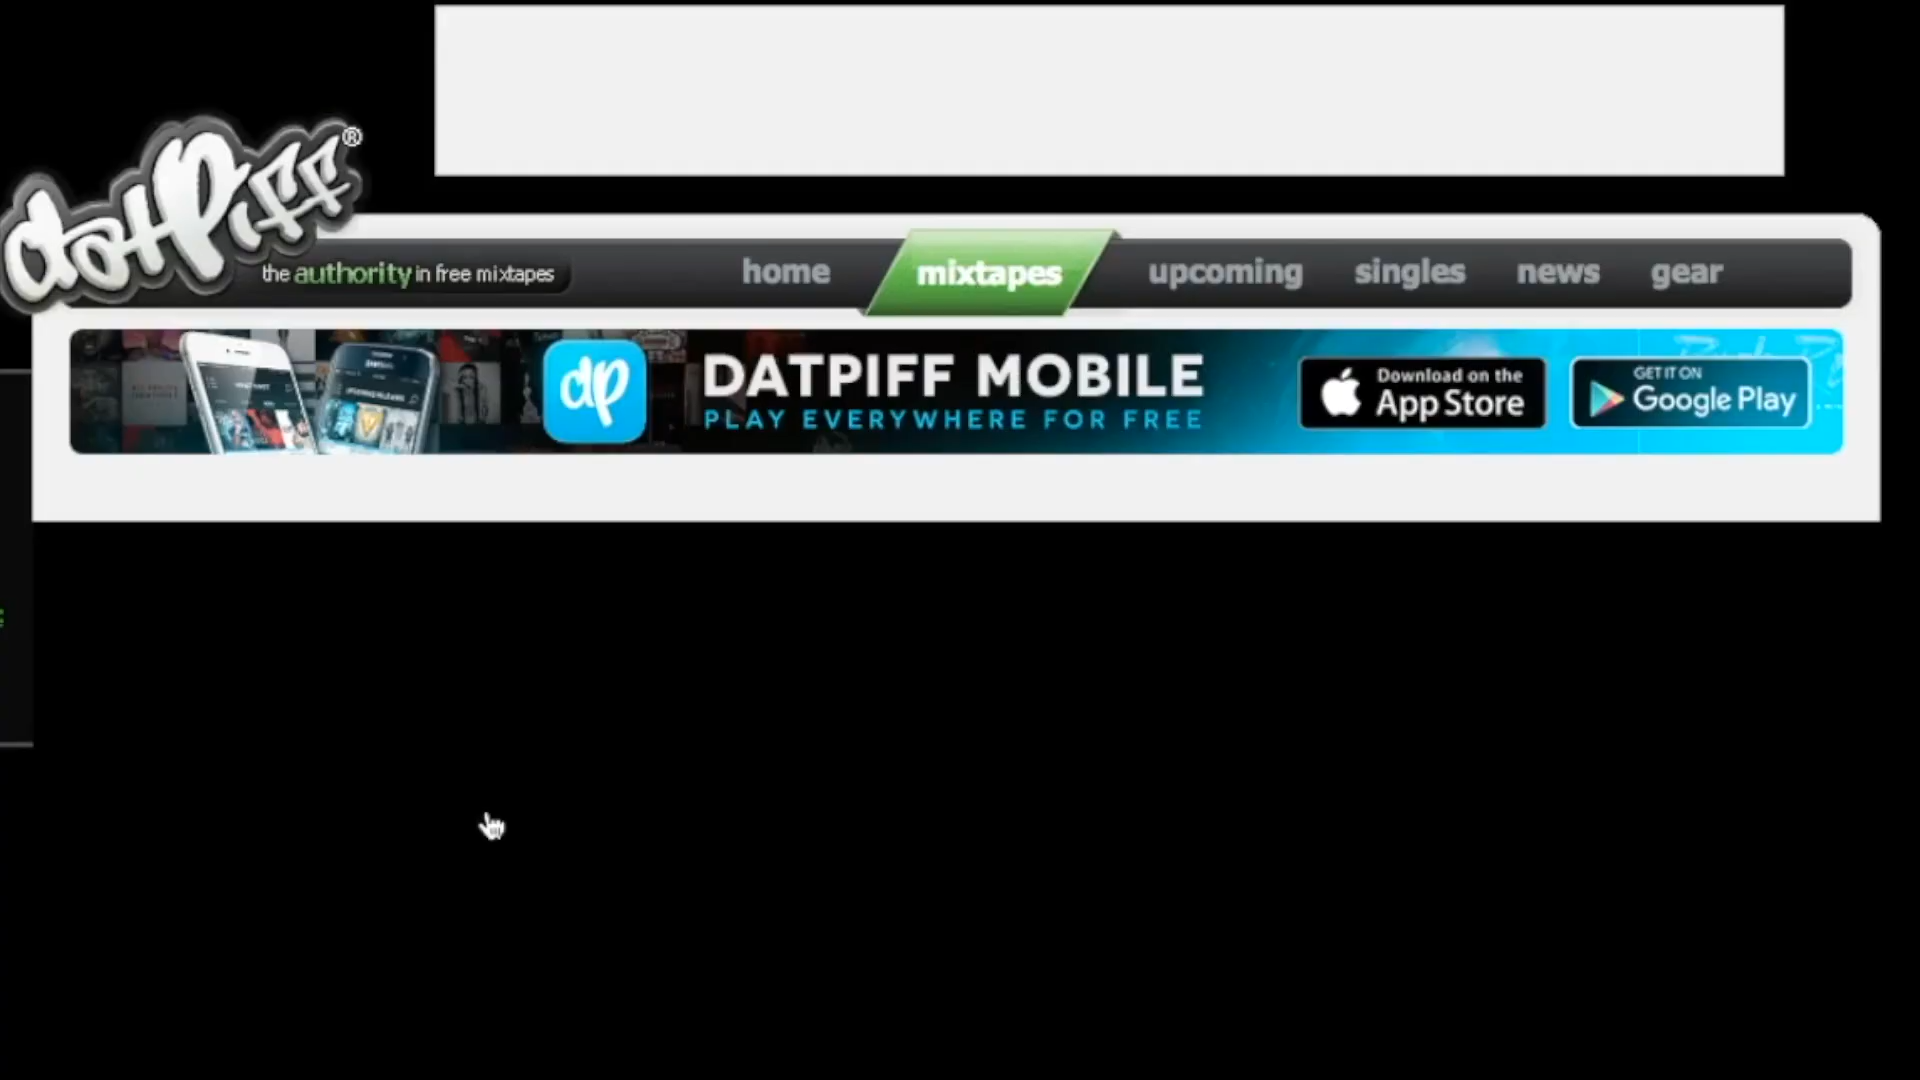 datPiff®
the authority in free mixtapes
home mixtapes upcoming singles news gear
dp
DATPIFF MOBILE
PLAY EVERYWHERE FOR FREE
Download on the
App Store
GET IT ON
Google Play